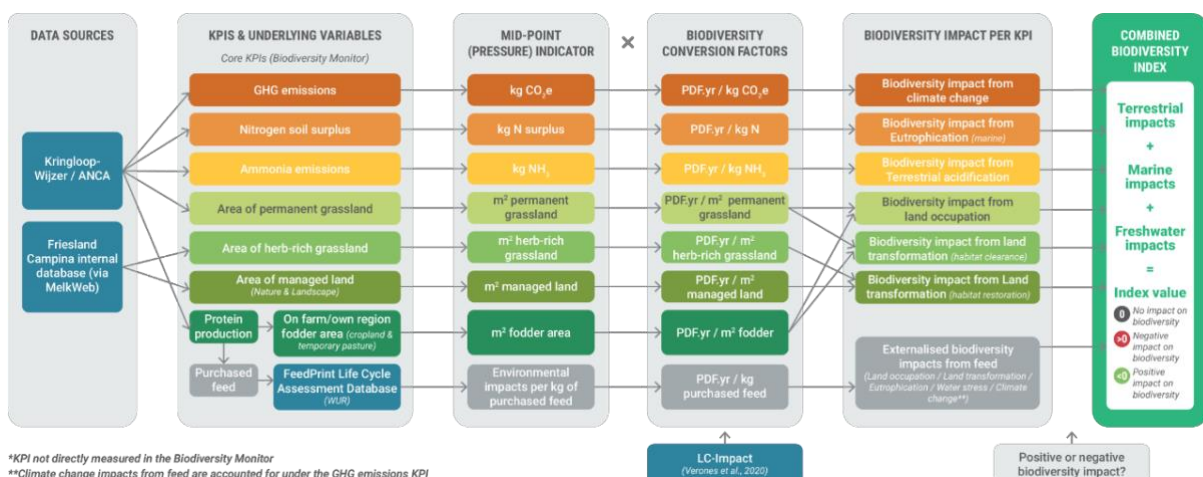 DATA SOURCES
Kringloop-
Wijzer / ANCA
Friesland
Campina internal
database (via
MelkWeb)
KPIS & UNDERLYING VARIABLES
Core KPIs (Biodiversity Monitor)
GHG emissions
Nitrogen soil surplus
Ammonia emissions
Area of permanent grassland
Area of herb-rich grassland
Area of managed land
(Nature & Landscape)
Protein
production
On farm/own region
fodder area (cropland &
temporary pasture)
Purchased
feed
FeedPrint Life Cycle
Assessment Database
(WUR)
MID-POINT
(PRESSURE) INDICATOR
kg CO₂e
kg N surplus
kg NH₃
m² permanent
grassland
m² herb-rich
grassland
m² managed land
m² fodder area
Environmental
impacts per kg of
purchased feed
×
BIODIVERSITY
CONVERSION FACTORS
PDF.yr / kg CO₂e
PDF.yr / kg N
PDF.yr / kg NH₃
PDF.yr / m² permanent
grassland
PDF.yr / m²
herb-rich grassland
PDF.yr / m²
managed land
PDF.yr / m² fodder
PDF.yr / kg
purchased feed
LC-Impact
(Verones et al., 2020)
BIODIVERSITY IMPACT PER KPI
Biodiversity impact from
climate change
Biodiversity impact from
Eutrophication (marine)
Biodiversity impact from
Terrestrial acidification
Biodiversity impact from
land occupation
Biodiversity impact from land
transformation (habitat clearance)
Biodiversity impact from Land
transformation (habitat restoration)
Externalised biodiversity
impacts from feed
(Land occupation / Land transformation /
Eutrophication / Water stress / Climate
change**)
Positive or negative
biodiversity impact?
COMBINED
BIODIVERSITY
INDEX
Terrestrial
impacts
+
Marine
impacts
+
Freshwater
impacts
=
Index value
0 No impact on
biodiversity
>0 Negative
impact on
biodiversity
<0 Positive
impact on
biodiversity
*KPI not directly measured in the Biodiversity Monitor
**Climate change impacts from feed are accounted for under the GHG emissions KPI